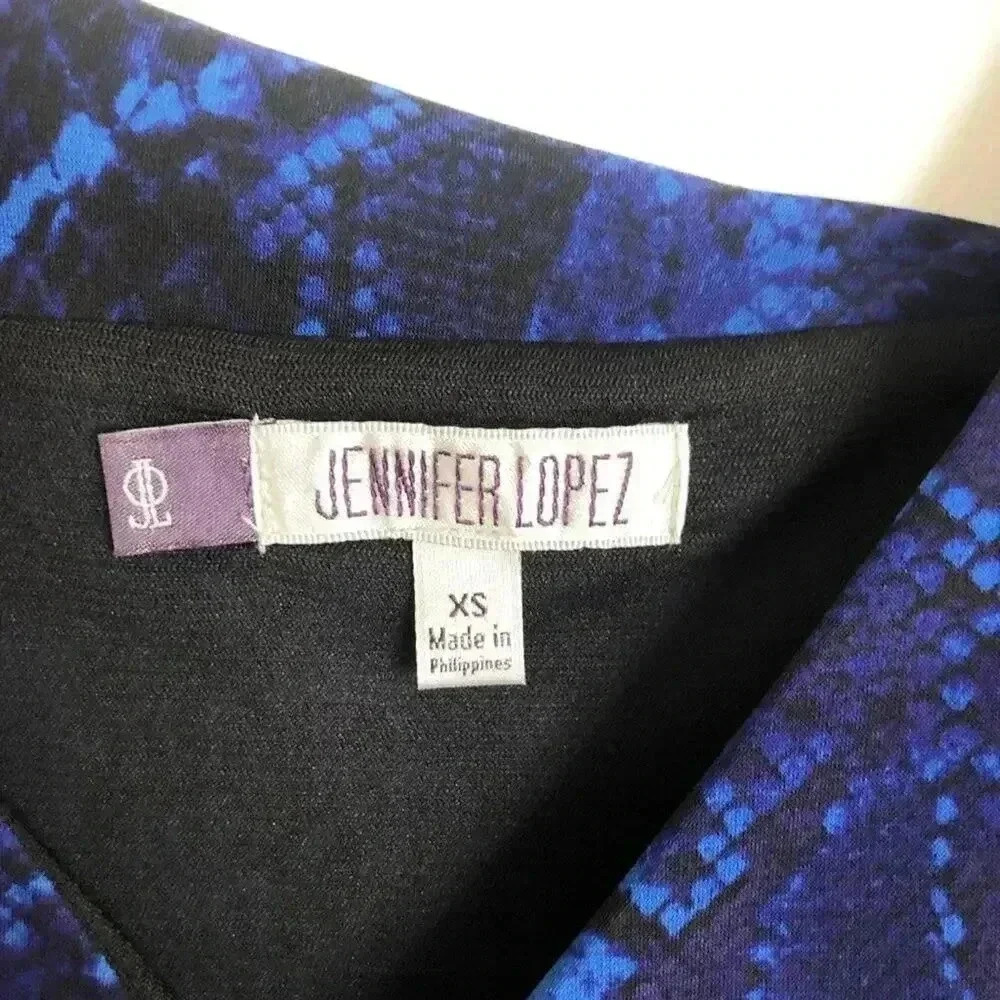 JENNIFER LOPEZ
XS
Made in
Philippines